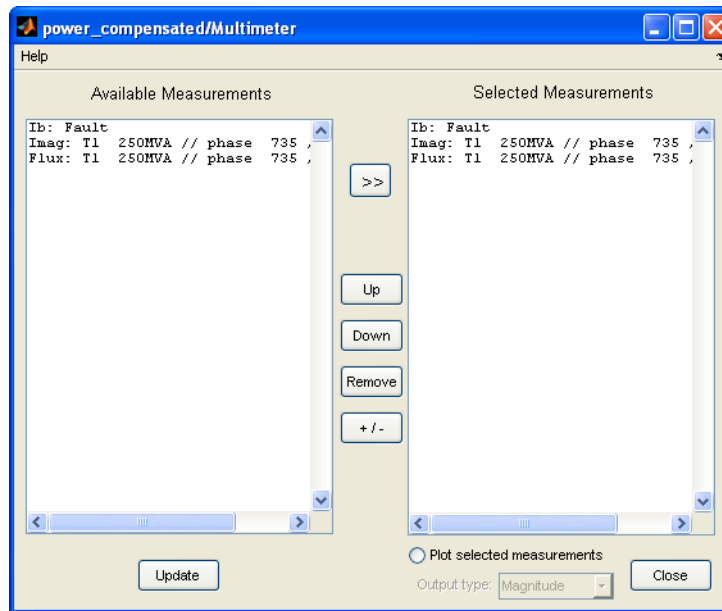 power_compensated/Multimeter
Help
Available Measurements
Selected Measurements
Ib: Fault
Imag: T1 250MVA // phase 735 ,
Flux: T1 250MVA // phase 735 ,
>>
Up
Down
Remove
+ / -
Ib: Fault
Imag: T1 250MVA // phase 735 ,
Flux: T1 250MVA // phase 735 ,
Update
Plot selected measurements
Output type: Magnitude
Close